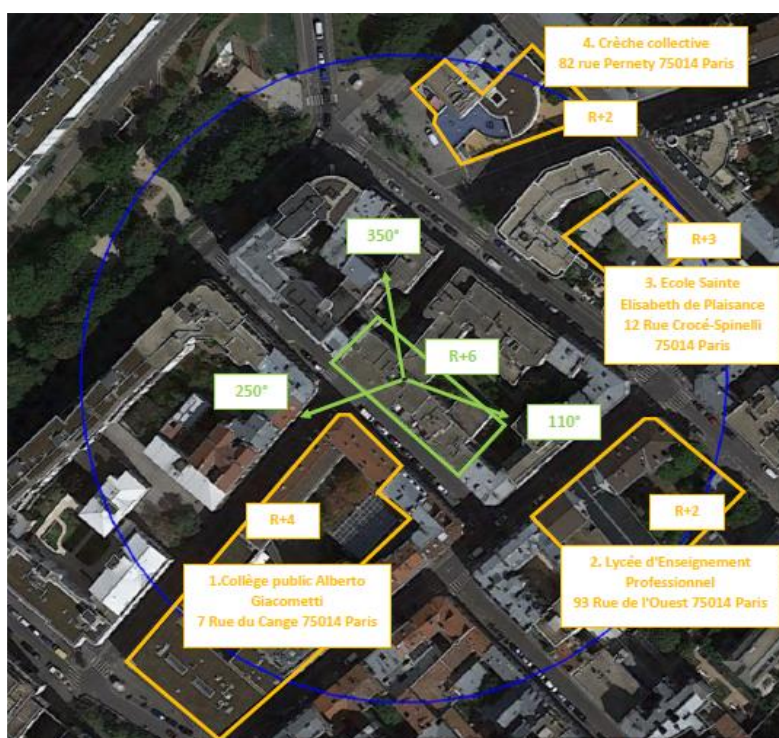 4. Crèche collective
82 rue Pernety 75014 Paris
R+2
R+3
350°
3. Ecole Sainte
Elisabeth de Plaisance
12 Rue Crocé-Spinelli
75014 Paris
R+6
250°
110°
R+4
R+2
1.Collège public Alberto
Giacometti
7 Rue du Cange 75014 Paris
2. Lycée d'Enseignement
Professionnel
93 Rue de l'Ouest 75014 Paris